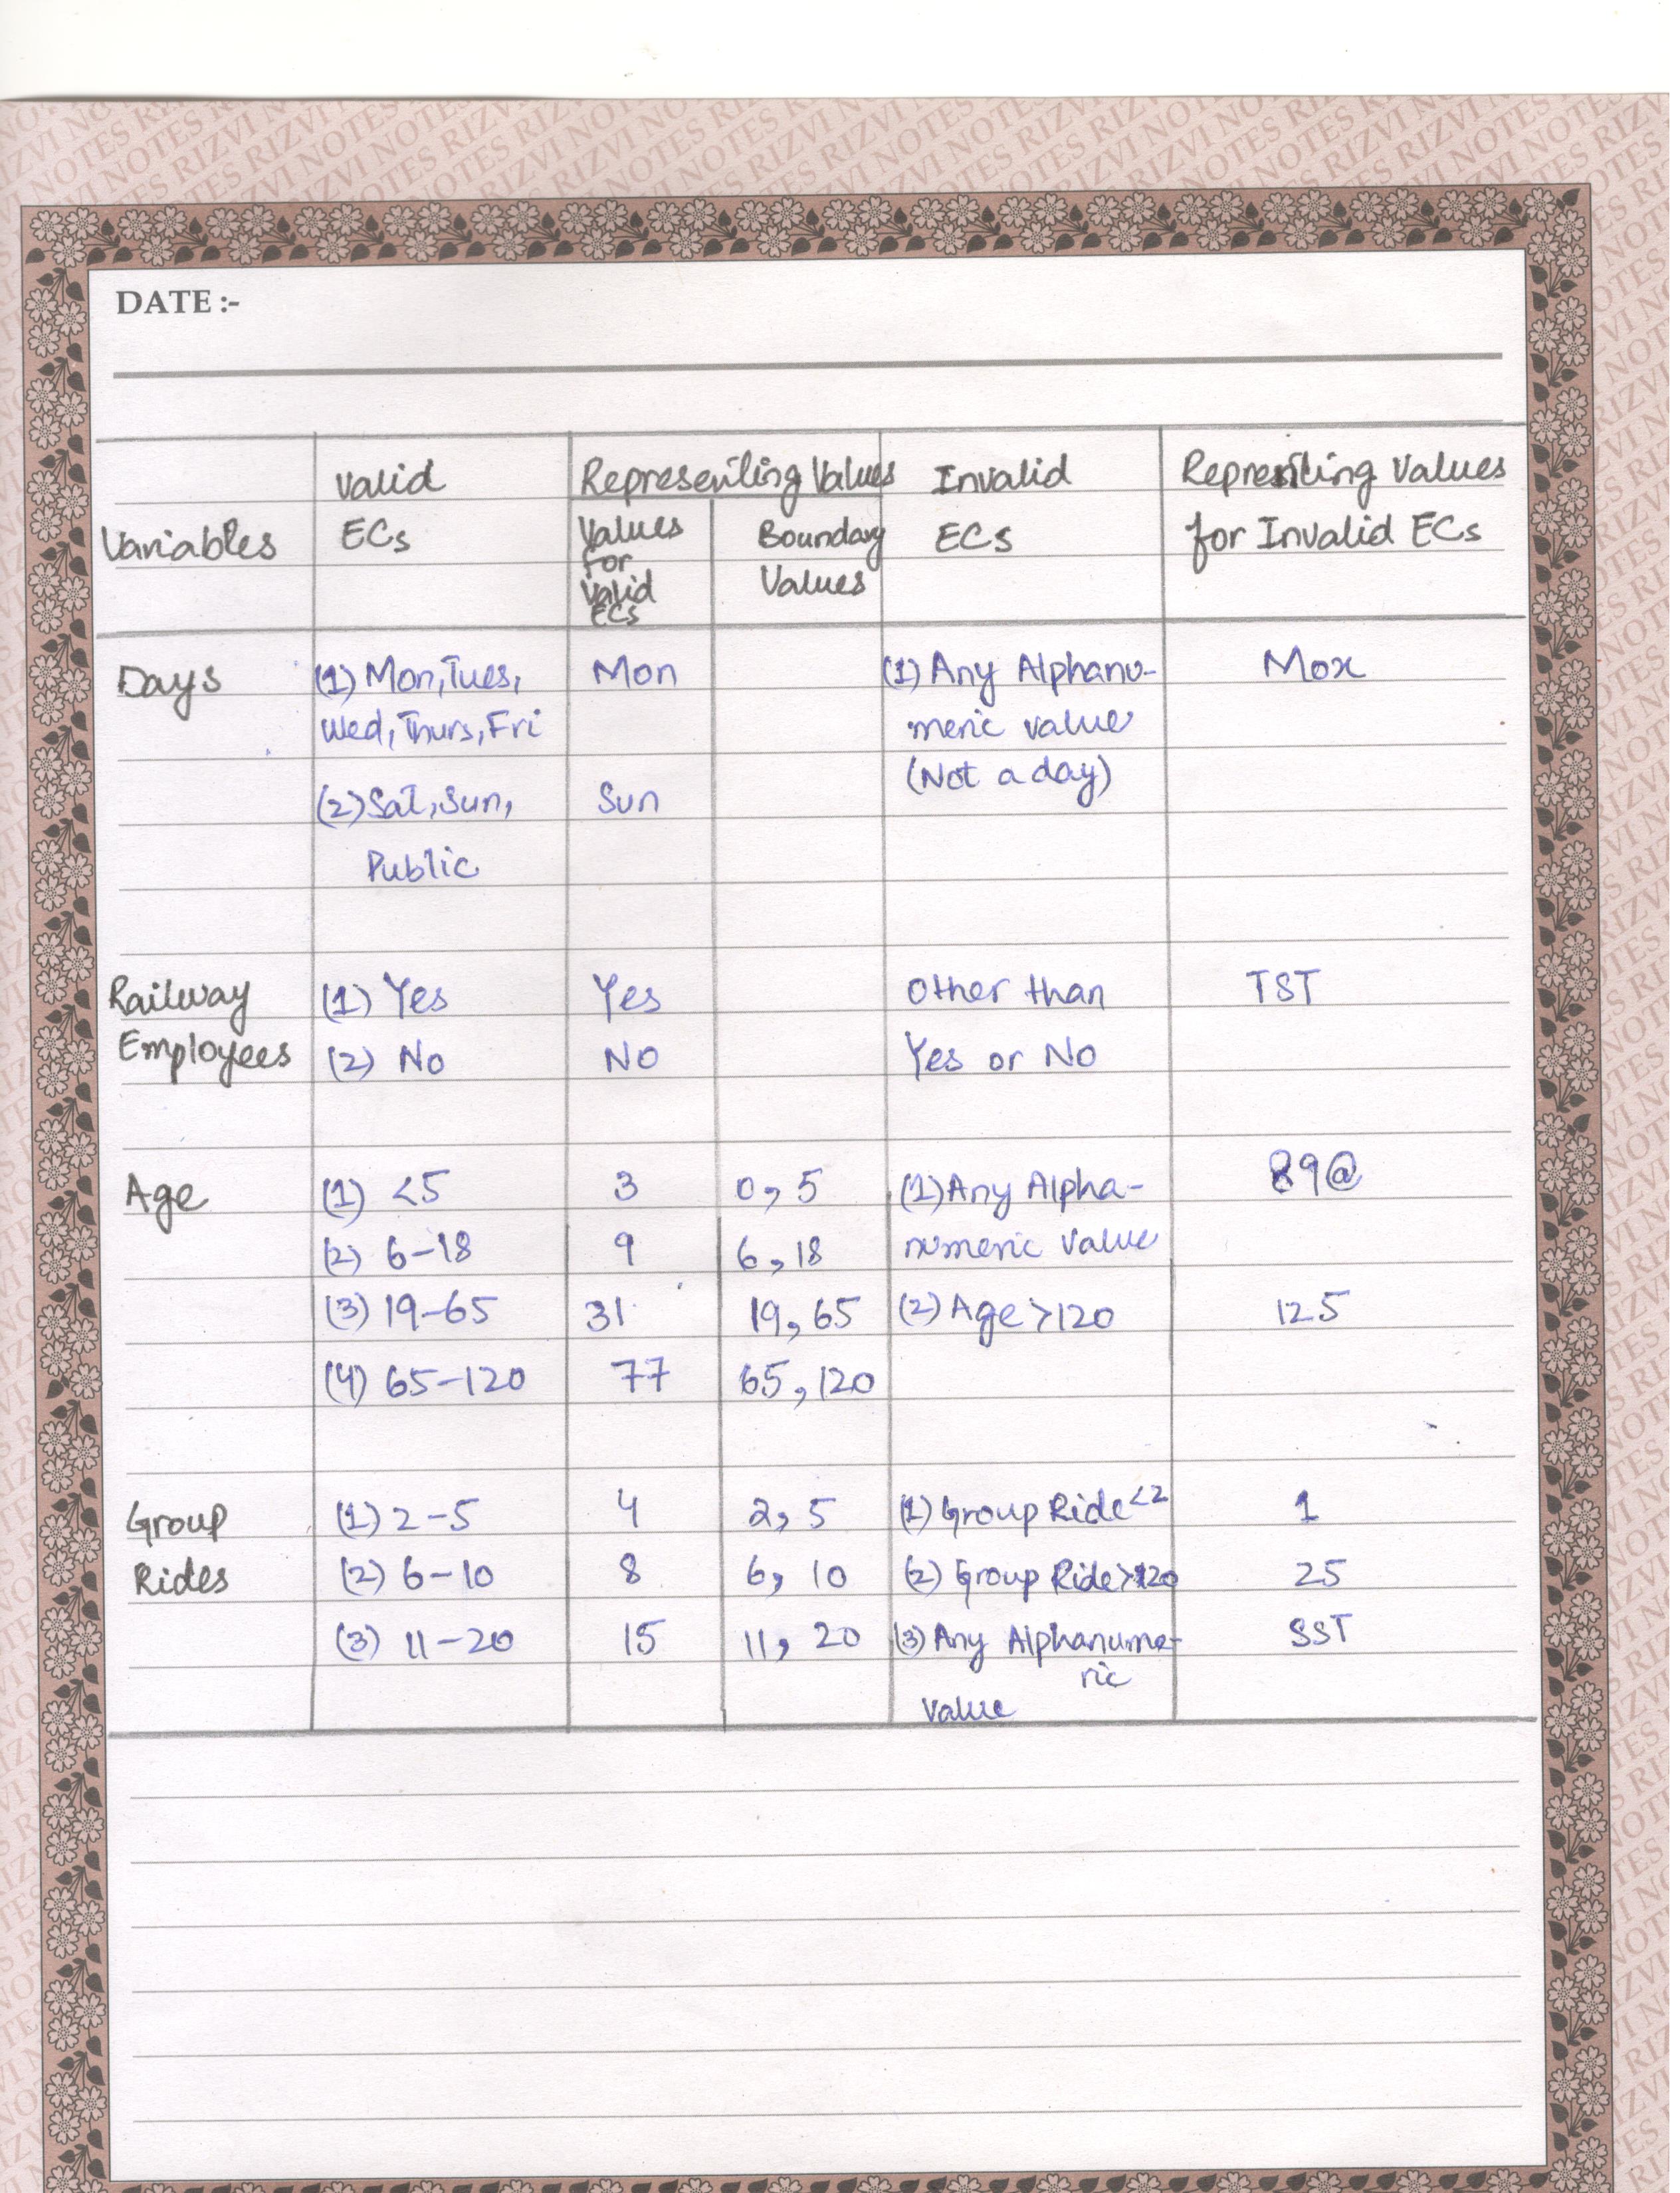 DATE :-
Valid Representing Values Invalid Representing Values
Variables ECs Values Boundary ECs for Invalid ECs
for Values
Valid
ECs
Days (1) Mon, Tues, Mon (1) Any Alphanu- Mox
Wed, Thurs, Fri meric value
(Not a day)
(2) Sat, Sun, Sun
Public
Railway (1) Yes Yes Other than TST
Employees (2) No No Yes or No
Age (1) <5 3 0, 5 (1) Any Alpha- 89@
(2) 6-18 9 6, 18 numeric value
(3) 19-65 31 19, 65 (2) Age >120 125
(4) 65-120 77 65, 120
Group (1) 2-5 4 2, 5 (1) Group Ride <2 1
Rides (2) 6-10 8 6, 10 (2) Group Ride > 20 25
(3) 11-20 15 11, 20 (3) Any Alphanume- SST
ric
value
RIZVI NOTES